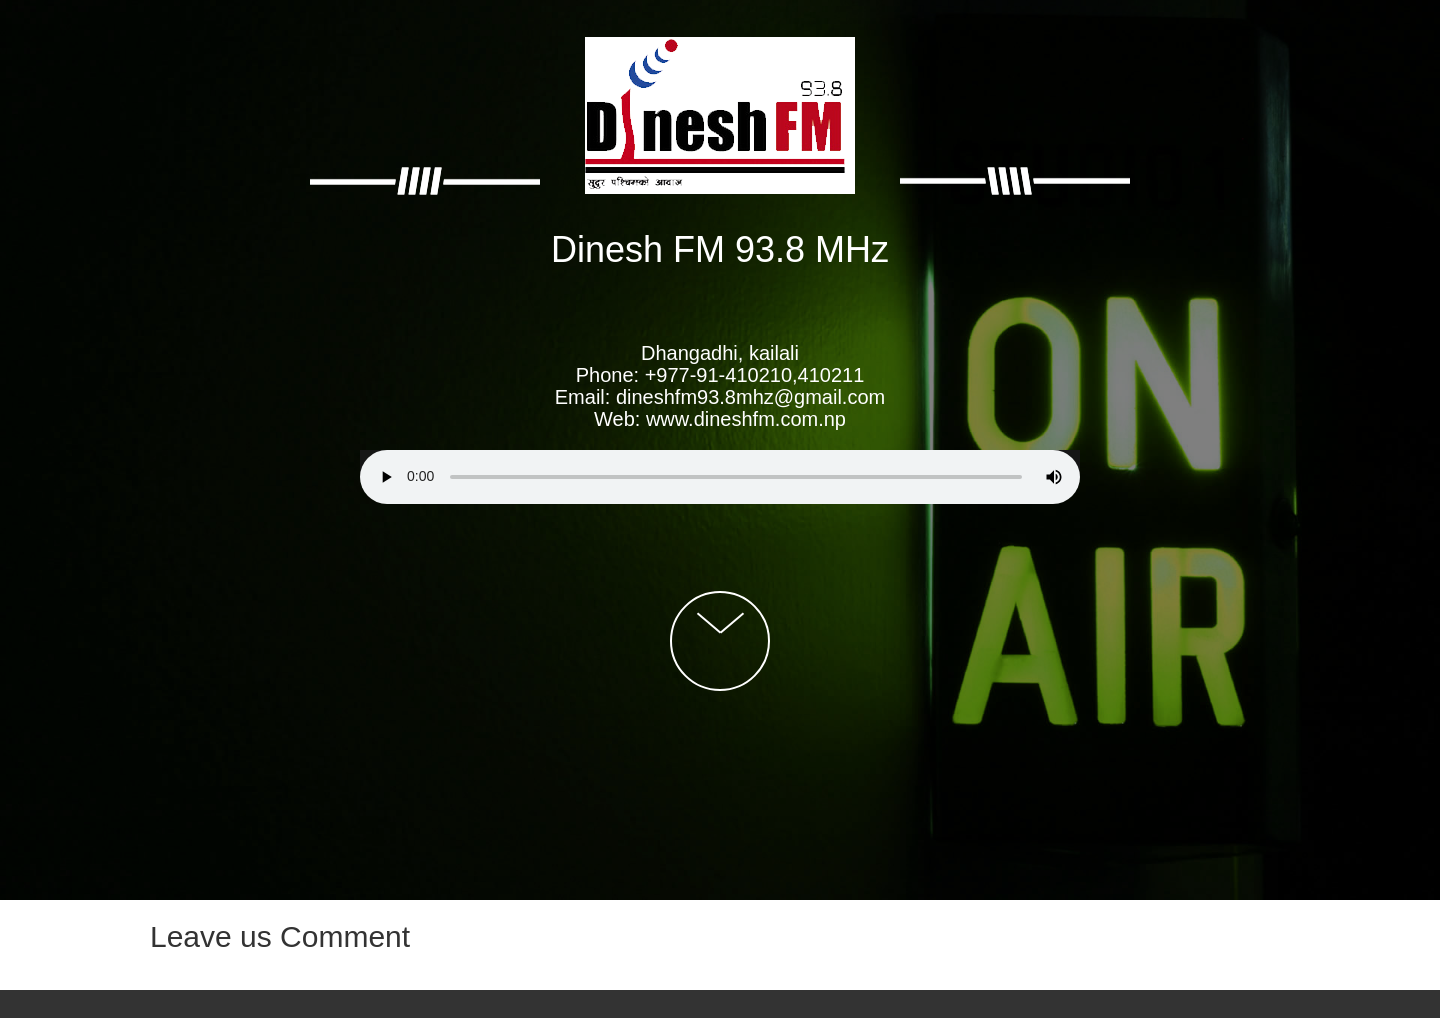 93.8
Dinesh FM
सुदूर पश्चिमको आवाज
Dinesh FM 93.8 MHz
Dhangadhi, kailali
Phone: +977-91-410210,410211
Email: dineshfm93.8mhz@gmail.com
Web: www.dineshfm.com.np
0:00
ON
AIR
Leave us Comment